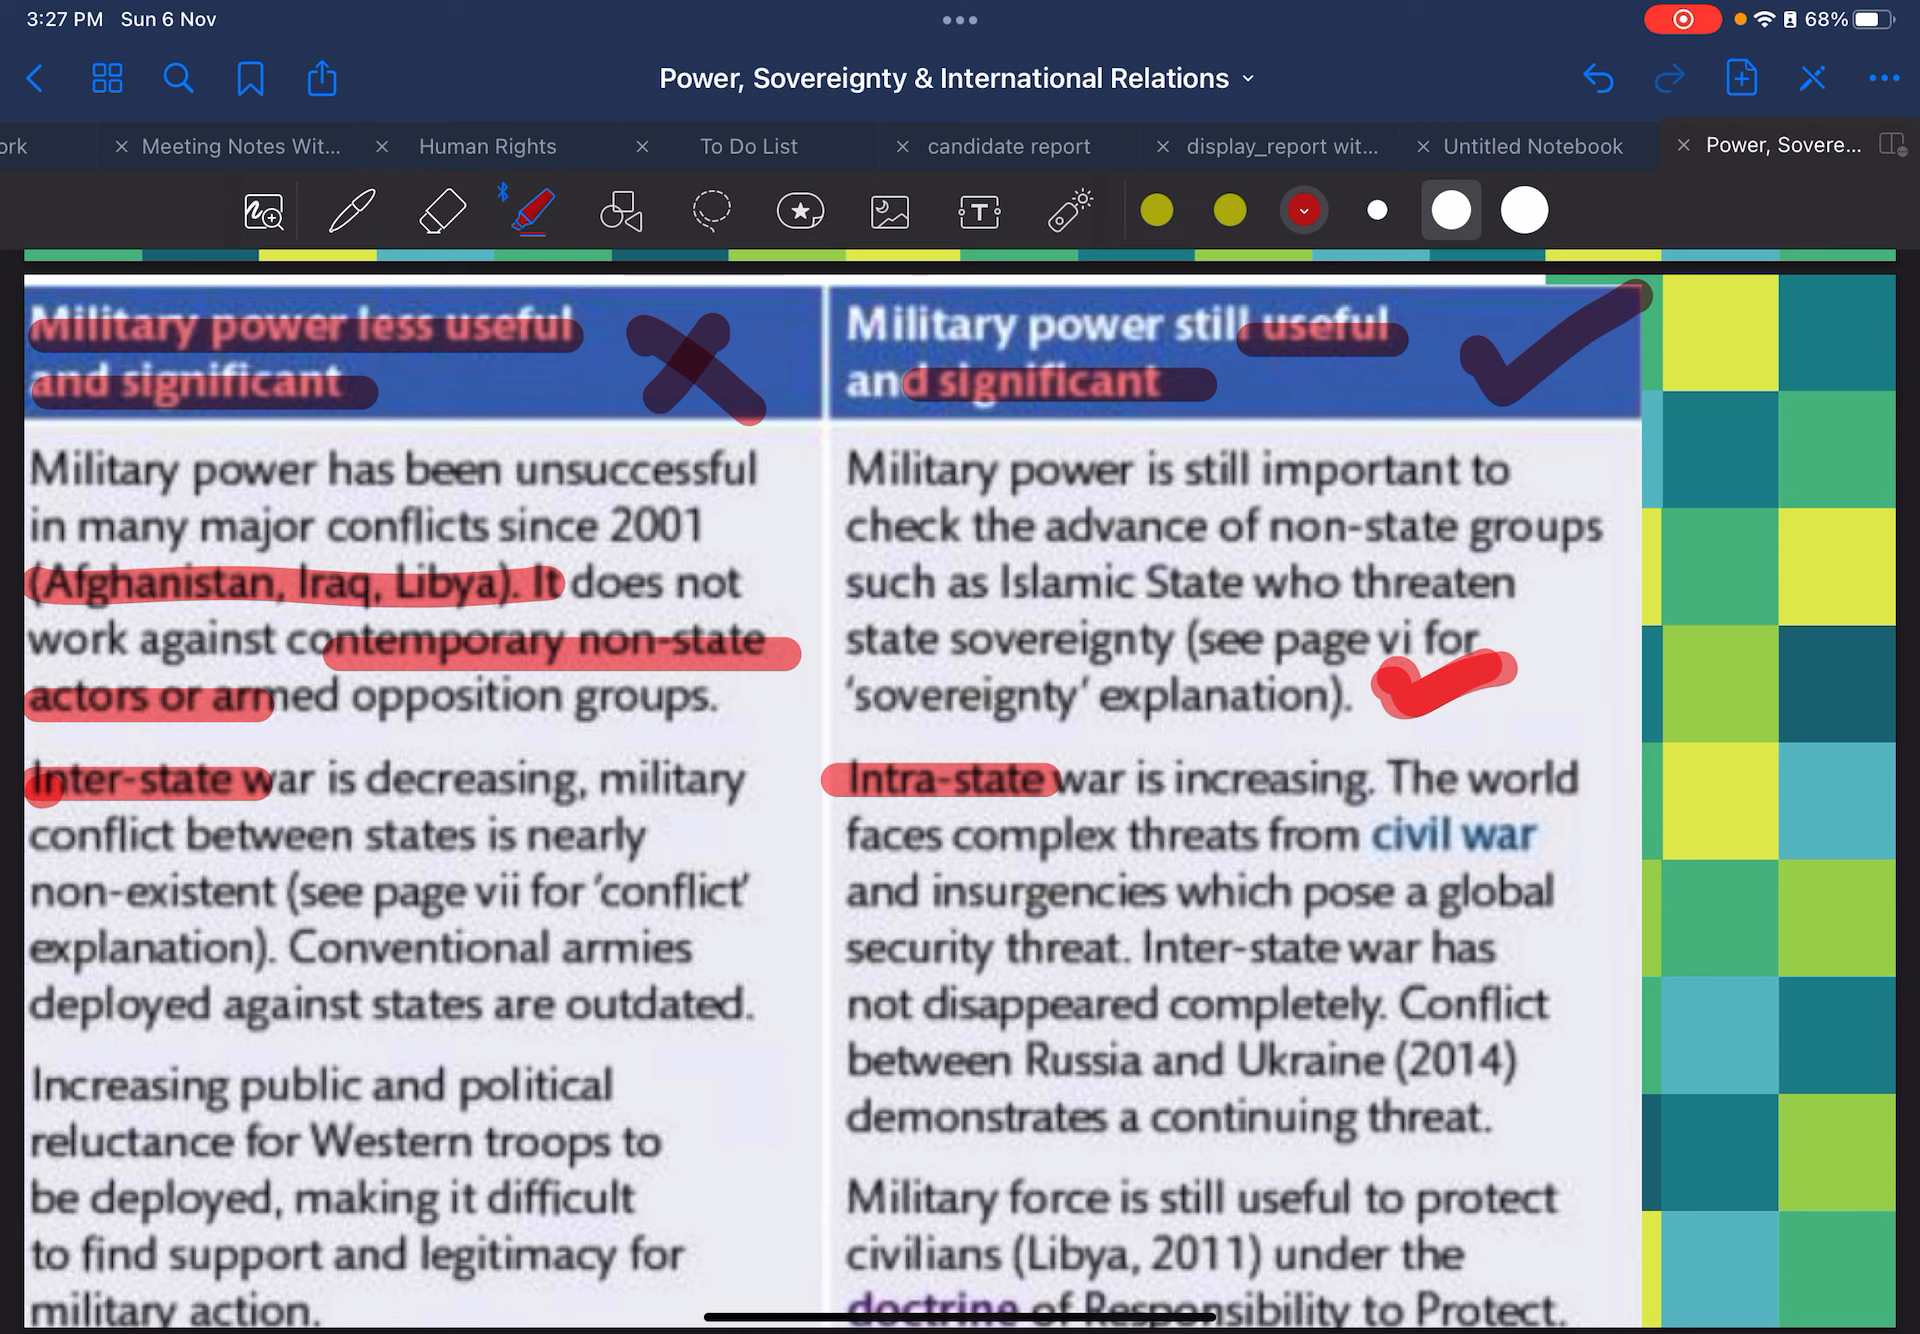 3:27 PM Sun 6 Nov
68%
Power, Sovereignty & International Relations
ork
Meeting Notes Wit...
Human Rights
To Do List
candidate report
display_report wit...
Untitled Notebook
Power, Sovere...
Military power less useful
and significant
Military power has been unsuccessful
in many major conflicts since 2001
(Afghanistan, Iraq, Libya). It does not
work against contemporary non-state
actors or armed opposition groups.
Inter-state war is decreasing, military
conflict between states is nearly
non-existent (see page vii for 'conflict'
explanation). Conventional armies
deployed against states are outdated.
Increasing public and political
reluctance for Western troops to
be deployed, making it difficult
to find support and legitimacy for
military action.
Military power still useful
and significant
Military power is still important to
check the advance of non-state groups
such as Islamic State who threaten
state sovereignty (see page vi for
'sovereignty' explanation).
Intra-state war is increasing. The world
faces complex threats from civil war
and insurgencies which pose a global
security threat. Inter-state war has
not disappeared completely. Conflict
between Russia and Ukraine (2014)
demonstrates a continuing threat.
Military force is still useful to protect
civilians (Libya, 2011) under the
doctrine of Responsibility to Protect.